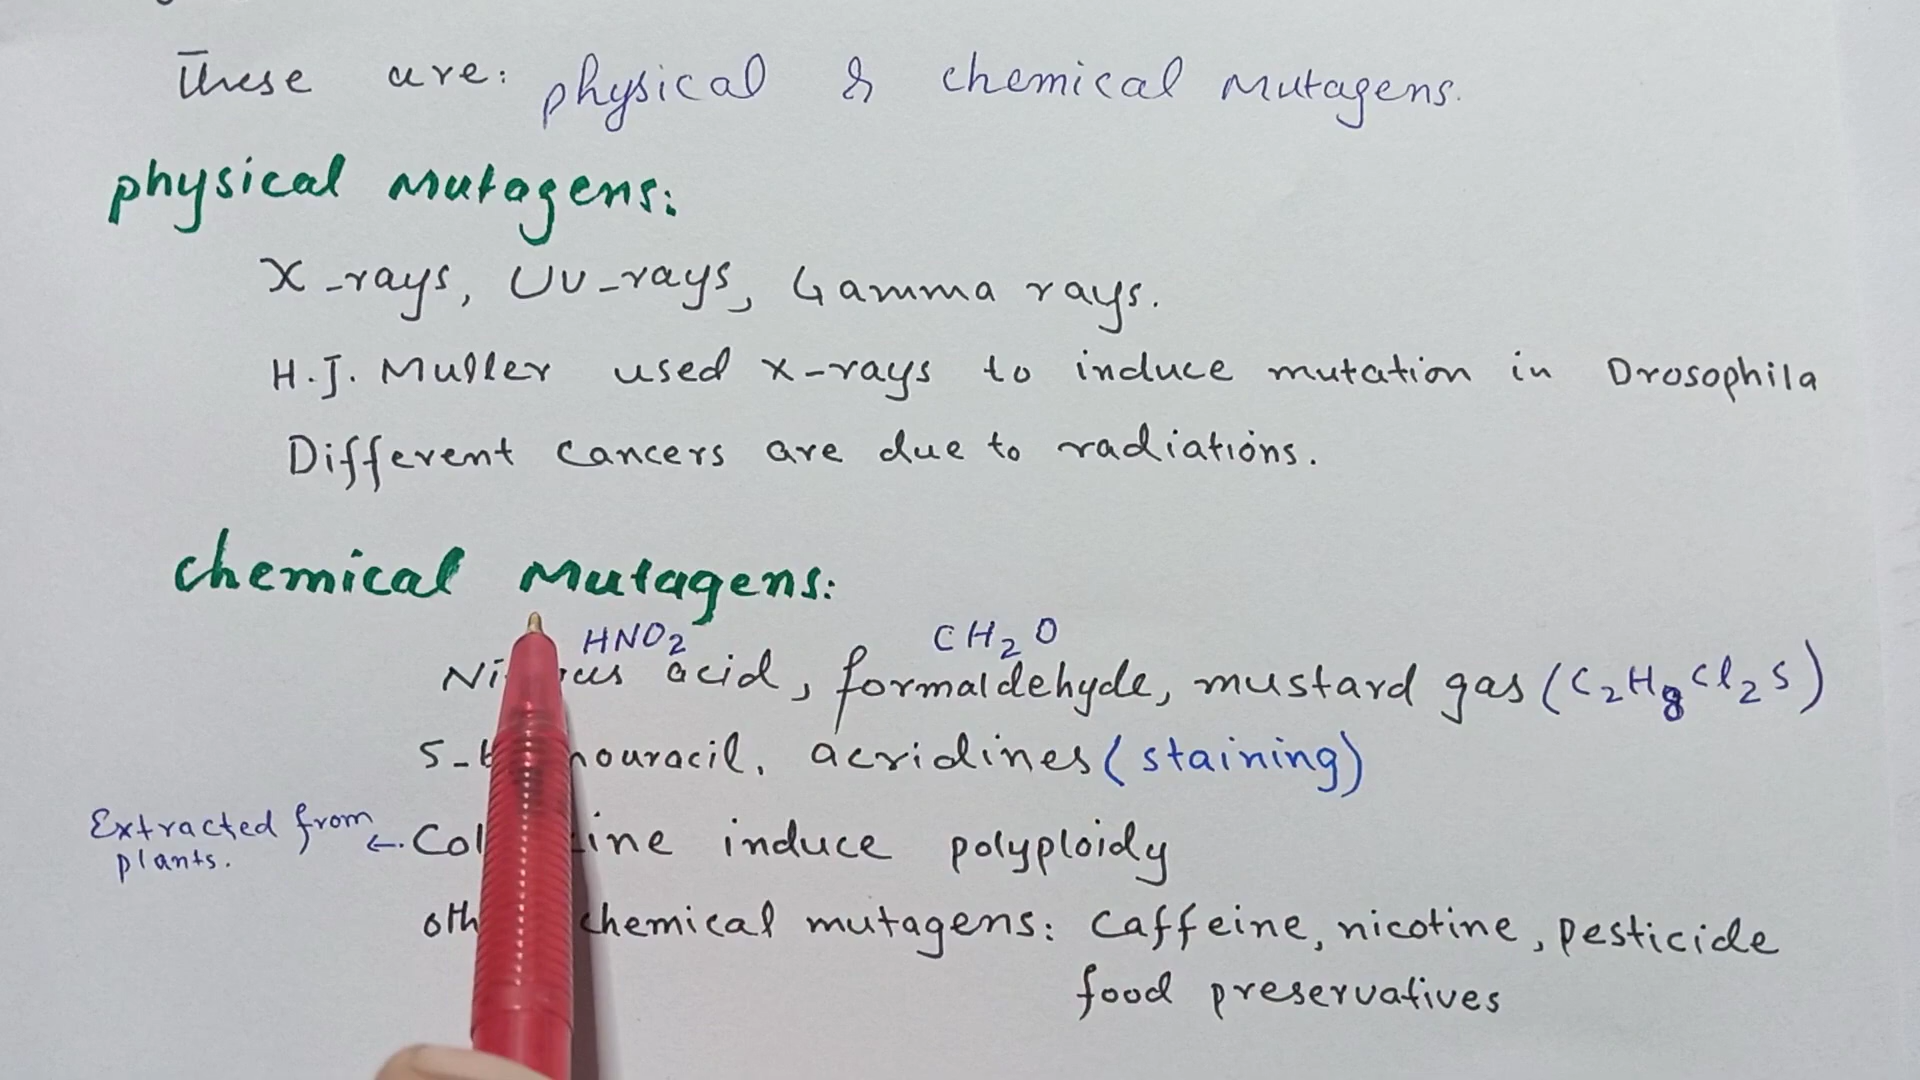 These are: physical & chemical Mutagens.
physical Mutagens:
X-rays, UV-rays, Gamma rays.
H.J. Muller used x-rays to induce mutation in Drosophila
Different cancers are due to radiations.
chemical Mutagens:
HNO2 CH2O
acid, formaldehyde, mustard gas (C2H8Cl2S)
5- acridines (staining)
Extracted from plants. ← induce polyploidy
chemical mutagens: caffeine, nicotine, pesticide
food preservatives